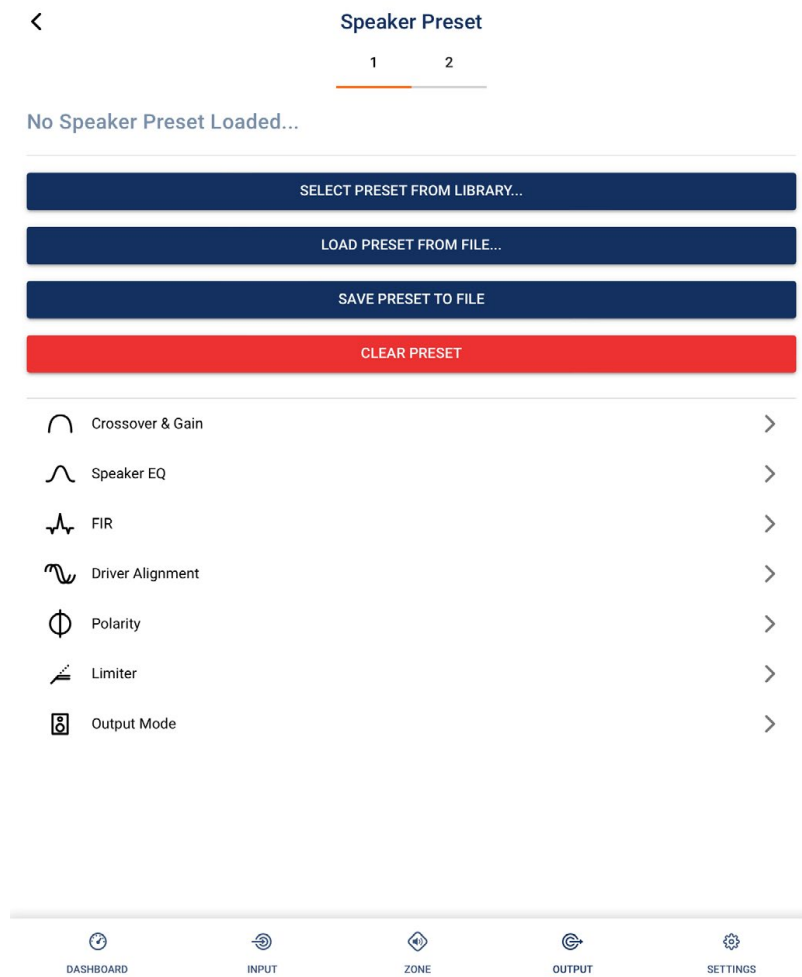 Speaker Preset
1 2
No Speaker Preset Loaded...
SELECT PRESET FROM LIBRARY...
LOAD PRESET FROM FILE...
SAVE PRESET TO FILE
CLEAR PRESET
Crossover & Gain
Speaker EQ
FIR
Driver Alignment
Polarity
Limiter
Output Mode
DASHBOARD INPUT ZONE OUTPUT SETTINGS